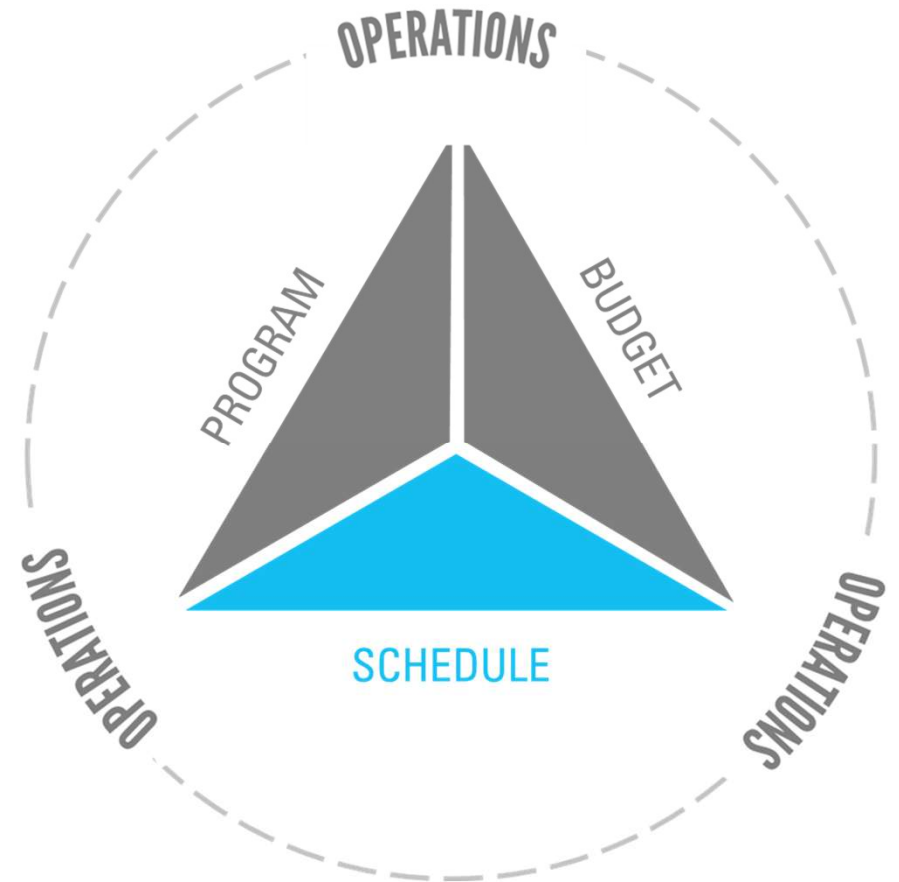 OPERATIONS
PROGRAM
BUDGET
OPERATIONS
OPERATIONS
SCHEDULE